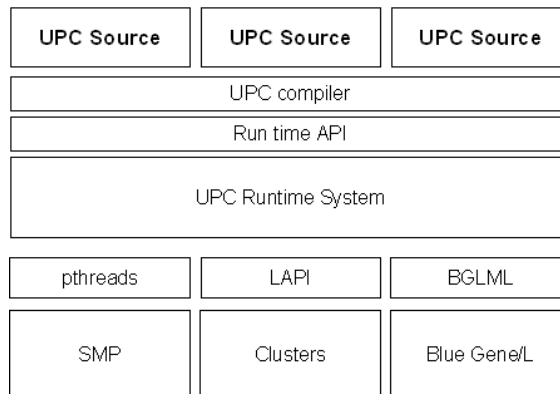 UPC Source UPC Source UPC Source
UPC compiler
Run time API
UPC Runtime System
pthreads LAPI BGLML
SMP Clusters Blue Gene/L